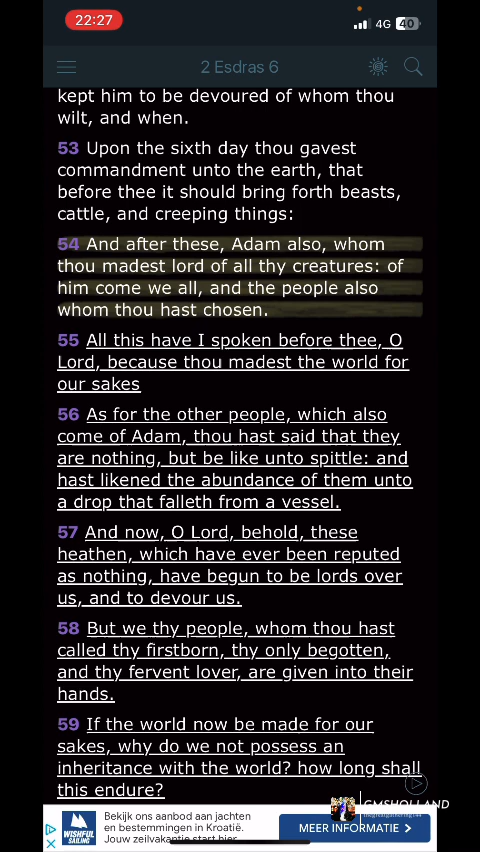 22:27
4G 40
2 Esdras 6
kept him to be devoured of whom thou
wilt, and when.
53 Upon the sixth day thou gavest
commandment unto the earth, that
before thee it should bring forth beasts,
cattle, and creeping things:
54 And after these, Adam also, whom
thou madest lord of all thy creatures: of
him come we all, and the people also
whom thou hast chosen.
55 All this have I spoken before thee, O
Lord, because thou madest the world for
our sakes
56 As for the other people, which also
come of Adam, thou hast said that they
are nothing, but be like unto spittle: and
hast likened the abundance of them unto
a drop that falleth from a vessel.
57 And now, O Lord, behold, these
heathen, which have ever been reputed
as nothing, have begun to be lords over
us, and to devour us.
58 But we thy people, whom thou hast
called thy firstborn, thy only begotten,
and thy fervent lover, are given into their
hands.
59 If the world now be made for our
sakes, why do we not possess an
inheritance with the world? how long shall
this endure?
GMSHOLLAND
WISHFUL
SAILING
Bekijk ons aanbod aan jachten
en bestemmingen in Kroatië.
Jouw zeilvakantie start hier
MEER INFORMATIE